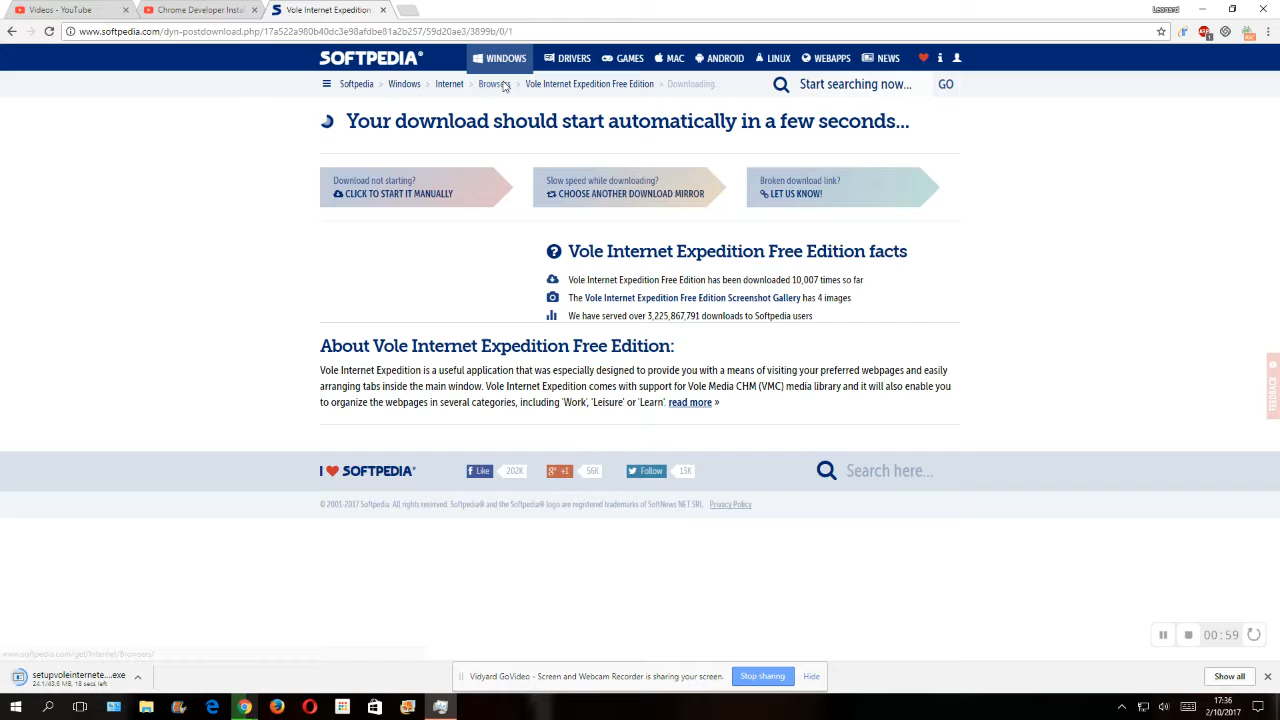 Videos - YouTube
Chrome Developer Insta
Vole Internet Expedition
Leopard
www.softpedia.com/dyn-postdownload.php/17a522a980b40dc3e98afdbe81a2b257/59d20ae3/3899b/0/1
SOFTPEDIA®
WINDOWS
DRIVERS
GAMES
MAC
ANDROID
LINUX
WEBAPPS
NEWS
Softpedia > Windows > Internet > Browsers > Vole Internet Expedition Free Edition > Downloading..
Start searching now...
GO
Your download should start automatically in a few seconds...
Download not starting?
CLICK TO START IT MANUALLY
Slow speed while downloading?
CHOOSE ANOTHER DOWNLOAD MIRROR
Broken download link?
LET US KNOW!
Vole Internet Expedition Free Edition facts
Vole Internet Expedition Free Edition has been downloaded 10,007 times so far
The Vole Internet Expedition Free Edition Screenshot Gallery has 4 images
We have served over 3,225,867,791 downloads to Softpedia users
FEEDBACK
About Vole Internet Expedition Free Edition:
Vole Internet Expedition is a useful application that was especially designed to provide you with a means of visiting your preferred webpages and easily
arranging tabs inside the main window. Vole Internet Expedition comes with support for Vole Media CHM (VMC) media library and it will also enable you
to organize the webpages in several categories, including 'Work', 'Leisure' or 'Learn'. read more »
I ❤ SOFTPEDIA®
Like 202K
+1 56K
Follow 13K
Search here...
© 2001-2017 Softpedia. All rights reserved. Softpedia® and the Softpedia® logo are registered trademarks of SoftNews NET SRL. Privacy Policy
00:59
www.softpedia.com/get/Internet/Browsers/
setupvoleinternete....exe
24.1/43.6 MB, 18 secs left
Vidyard GoVideo - Screen and Webcam Recorder is sharing your screen.
Stop sharing
Hide
Show all
17:36
2/10/2017